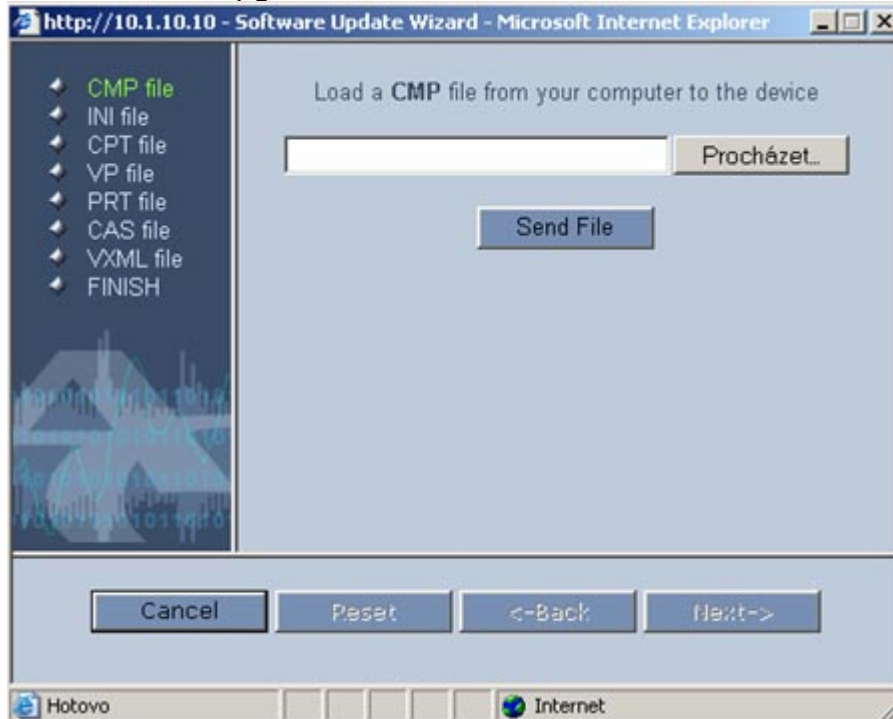 http://10.1.10.10 - Software Update Wizard - Microsoft Internet Explorer
CMP file
INI file
CPT file
VP file
PRT file
CAS file
VXML file
FINISH
Load a CMP file from your computer to the device
Procházet...
Send File
Cancel
Reset
<-Back
Next->
Hotovo
Internet